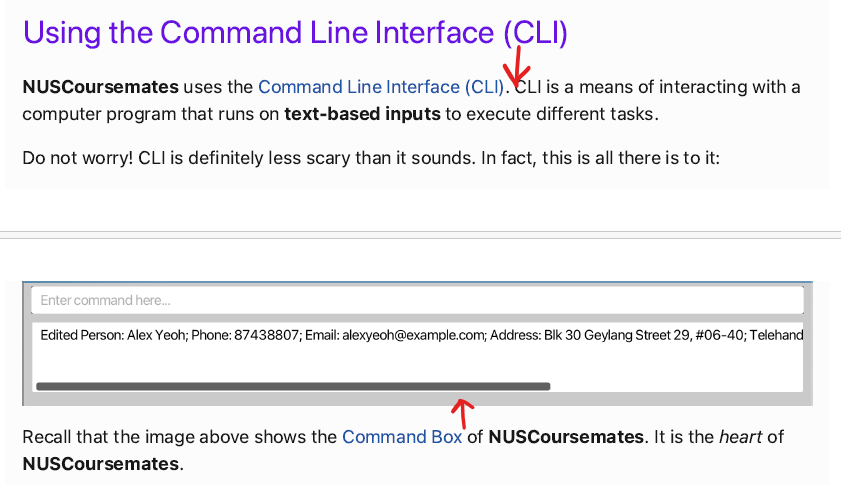 Using the Command Line Interface (CLI)
NUSCoursemates uses the Command Line Interface (CLI). CLI is a means of interacting with a
computer program that runs on text-based inputs to execute different tasks.
Do not worry! CLI is definitely less scary than it sounds. In fact, this is all there is to it:
Enter command here...
Edited Person: Alex Yeoh; Phone: 87438807; Email: alexyeoh@example.com; Address: Blk 30 Geylang Street 29, #06-40; Telehand
Recall that the image above shows the Command Box of NUSCoursemates. It is the heart of
NUSCoursemates.